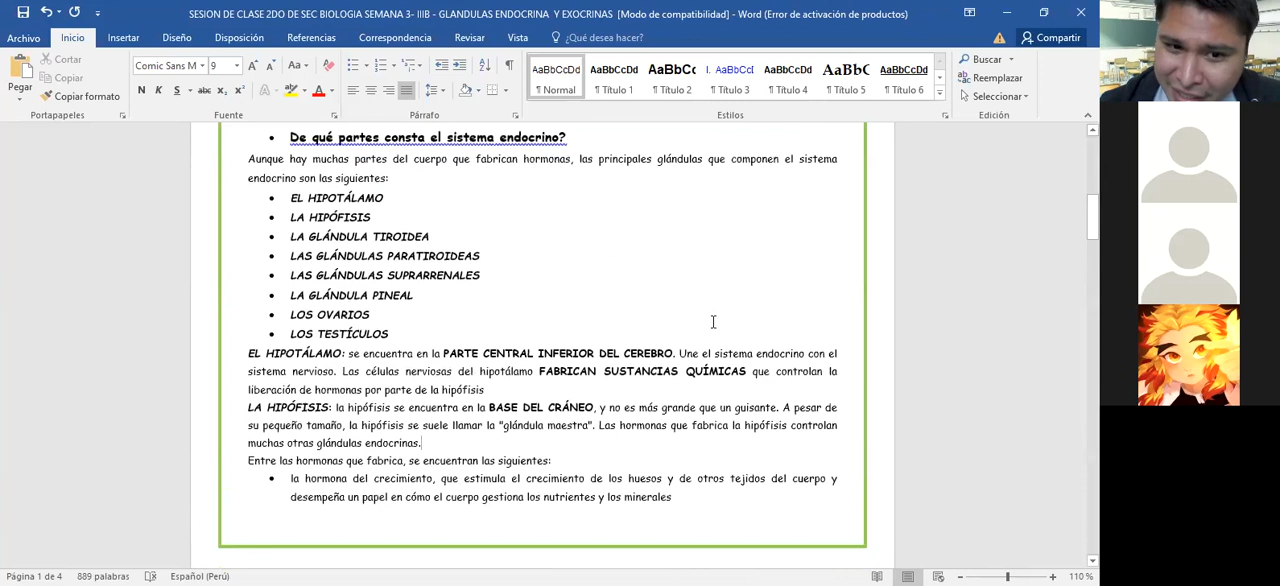 SESION DE CLASE 2DO DE SEC BIOLOGIA SEMANA 3- IIIB - GLANDULAS ENDOCRINA Y EXOCRINAS [Modo de compatibilidad] - Word (Error de activación de productos)
Archivo Inicio Insertar Diseño Disposición Referencias Correspondencia Revisar Vista ¿Qué desea hacer? Compartir
Pegar
Cortar
Copiar
Copiar formato
Portapapeles
Comic Sans M 9
N K S abc x₂ x²
Fuente
Párrafo
AaBbCcDd AaBbCcDd AaBbCc I. AaBbCcI AaBbCcDd AaBbC AaBbCcDd
¶ Normal ¶ Título 1 ¶ Título 2 ¶ Título 3 ¶ Título 4 ¶ Título 5 ¶ Título 6
Estilos
Buscar
Reemplazar
Seleccionar
Edición
• De qué partes consta el sistema endocrino?
Aunque hay muchas partes del cuerpo que fabrican hormonas, las principales glándulas que componen el sistema
endocrino son las siguientes:
• EL HIPOTÁLAMO
• LA HIPÓFISIS
• LA GLÁNDULA TIROIDEA
• LAS GLÁNDULAS PARATIROIDEAS
• LAS GLÁNDULAS SUPRARRENALES
• LA GLÁNDULA PINEAL
• LOS OVARIOS
• LOS TESTÍCULOS
EL HIPOTÁLAMO: se encuentra en la PARTE CENTRAL INFERIOR DEL CEREBRO. Une el sistema endocrino con el
sistema nervioso. Las células nerviosas del hipotálamo FABRICAN SUSTANCIAS QUÍMICAS que controlan la
liberación de hormonas por parte de la hipófisis
LA HIPÓFISIS: la hipófisis se encuentra en la BASE DEL CRÁNEO, y no es más grande que un guisante. A pesar de
su pequeño tamaño, la hipófisis se suele llamar la "glándula maestra". Las hormonas que fabrica la hipófisis controlan
muchas otras glándulas endocrinas.
Entre las hormonas que fabrica, se encuentran las siguientes:
• la hormona del crecimiento, que estimula el crecimiento de los huesos y de otros tejidos del cuerpo y
desempeña un papel en cómo el cuerpo gestiona los nutrientes y los minerales
Página 1 de 4 889 palabras Español (Perú) 110 %